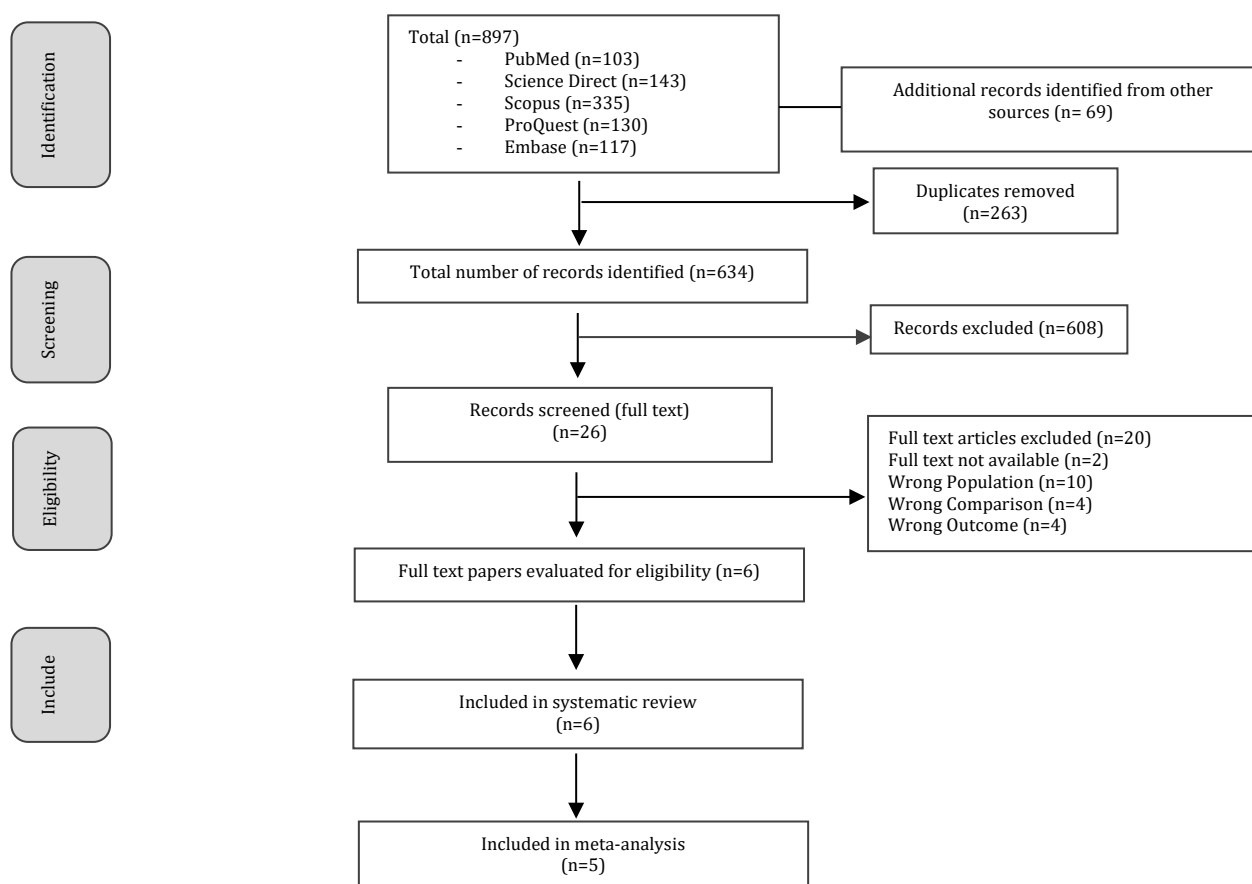 Identification
Total (n=897)
- PubMed (n=103)
- Science Direct (n=143)
- Scopus (n=335)
- ProQuest (n=130)
- Embase (n=117)
Additional records identified from other
sources (n= 69)
Duplicates removed
(n=263)
Screening
Total number of records identified (n=634)
Records excluded (n=608)
Records screened (full text)
(n=26)
Eligibility
Full text articles excluded (n=20)
Full text not available (n=2)
Wrong Population (n=10)
Wrong Comparison (n=4)
Wrong Outcome (n=4)
Full text papers evaluated for eligibility (n=6)
Include
Included in systematic review
(n=6)
Included in meta-analysis
(n=5)